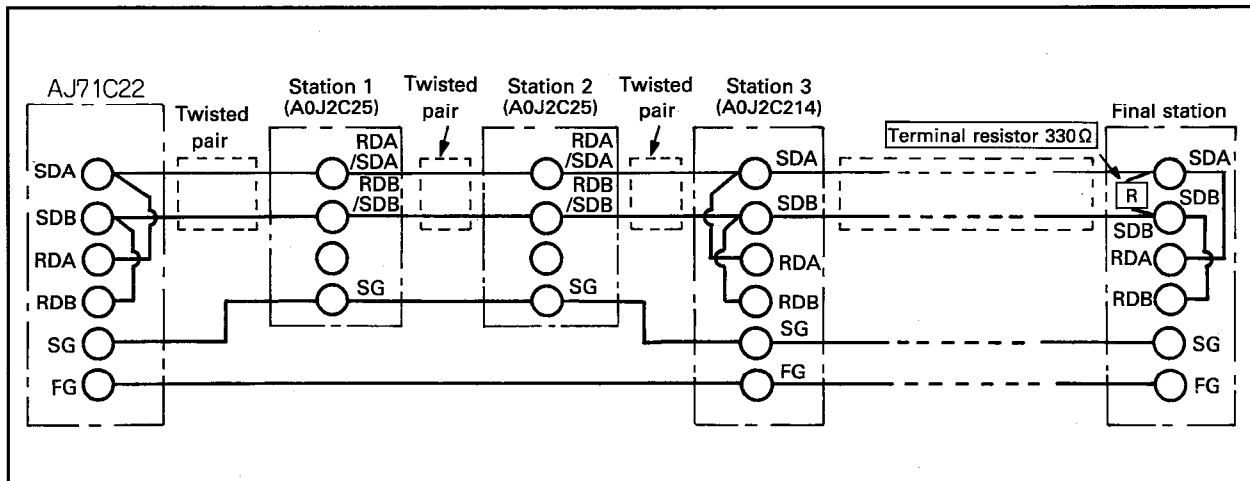 AJ71C22
Twisted
pair
Station 1
(A0J2C25)
Twisted
pair
Station 2
(A0J2C25)
Twisted
pair
Station 3
(A0J2C214)
Final station
Terminal resistor 330Ω
SDA
SDB
RDA
RDB
SG
FG
RDA
/SDA
RDB
/SDB
SG
RDA
/SDA
RDB
/SDB
SG
SDA
SDB
RDA
RDB
SG
FG
R
SDA
SDB
SDB
RDA
RDB
SG
FG